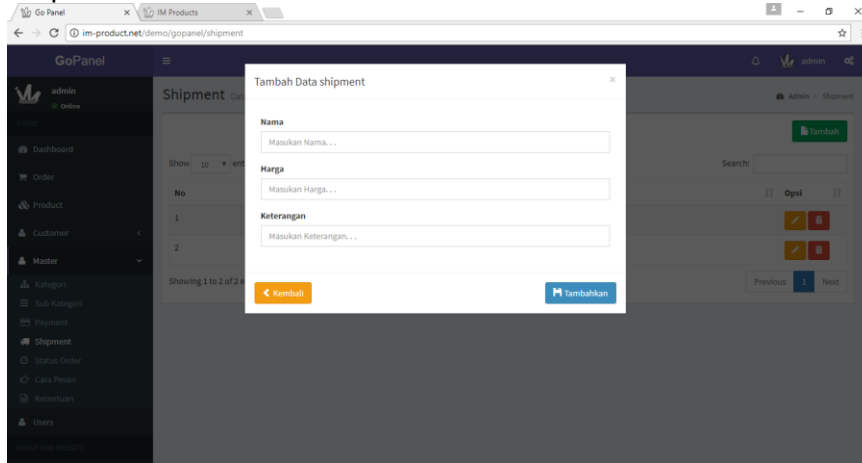 Go Panel
IM Products
im-product.net/demo/gopanel/shipment
GoPanel
admin
admin
Online
Shipment
Admin
Shipment
Tambah
Dashboard
Order
Product
Customer
Master
Kategori
Sub Kategori
Payment
Shipment
Status Order
Cara Pesan
Ketentuan
Users
Show 10
Search:
No
Opsi
1
2
Showing 1 to 2 of 2
Previous 1 Next
Tambah Data shipment
×
Nama
Masukan Nama. . .
Harga
Masukan Harga. . .
Keterangan
Masukan Keterangan. . .
Kembali
Tambahkan